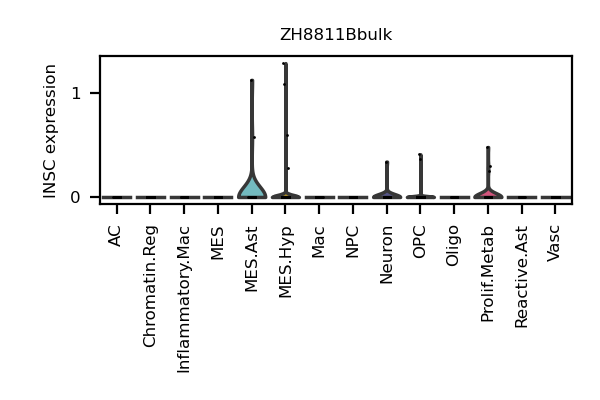 ZH8811Bbulk
INSC expression
1
0
AC
Chromatin.Reg
Inflammatory.Mac
MES
MES.Ast
MES.Hyp
Mac
NPC
Neuron
OPC
Oligo
Prolif.Metab
Reactive.Ast
Vasc